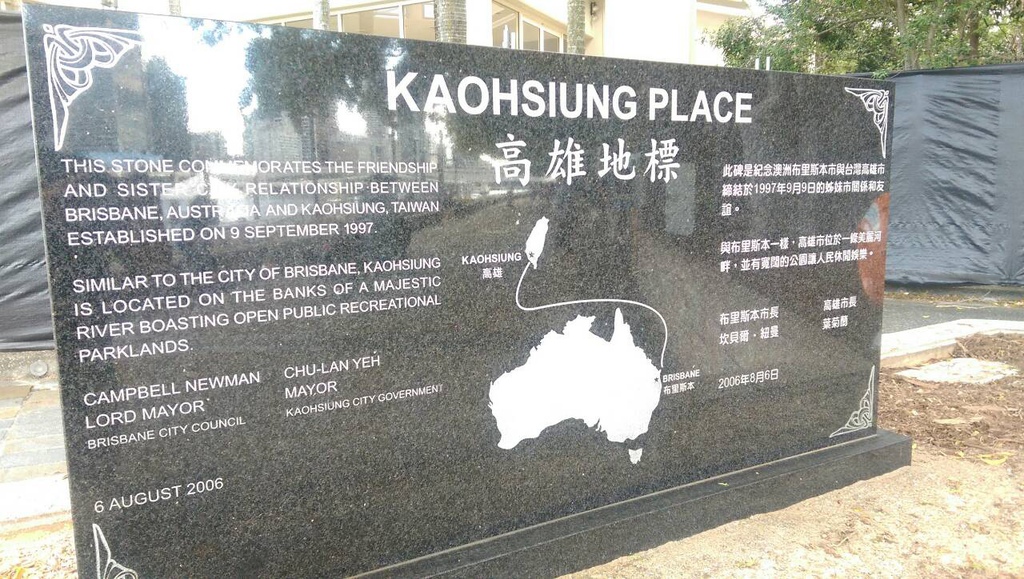 KAOHSIUNG PLACE
高雄地標
THIS STONE COMMEMORATES THE FRIENDSHIP
AND SISTER CITY RELATIONSHIP BETWEEN
BRISBANE, AUSTRALIA AND KAOHSIUNG, TAIWAN
ESTABLISHED ON 9 SEPTEMBER 1997.
SIMILAR TO THE CITY OF BRISBANE, KAOHSIUNG
IS LOCATED ON THE BANKS OF A MAJESTIC
RIVER BOASTING OPEN PUBLIC RECREATIONAL
PARKLANDS.
CAMPBELL NEWMAN
LORD MAYOR
BRISBANE CITY COUNCIL
CHU-LAN YEH
MAYOR
KAOHSIUNG CITY GOVERNMENT
6 AUGUST 2006
KAOHSIUNG
高雄
BRISBANE
布里斯本
此碑是紀念澳洲布里斯本市與台灣高雄市
締結於1997年9月9日的姊妹市關係和友
誼。
與布里斯本一樣，高雄市位於一條美麗河
畔，並有寬闊的公園讓人民休閒娛樂。
布里斯本市長
坎貝爾·紐曼
高雄市長
葉菊蘭
2006年8月6日